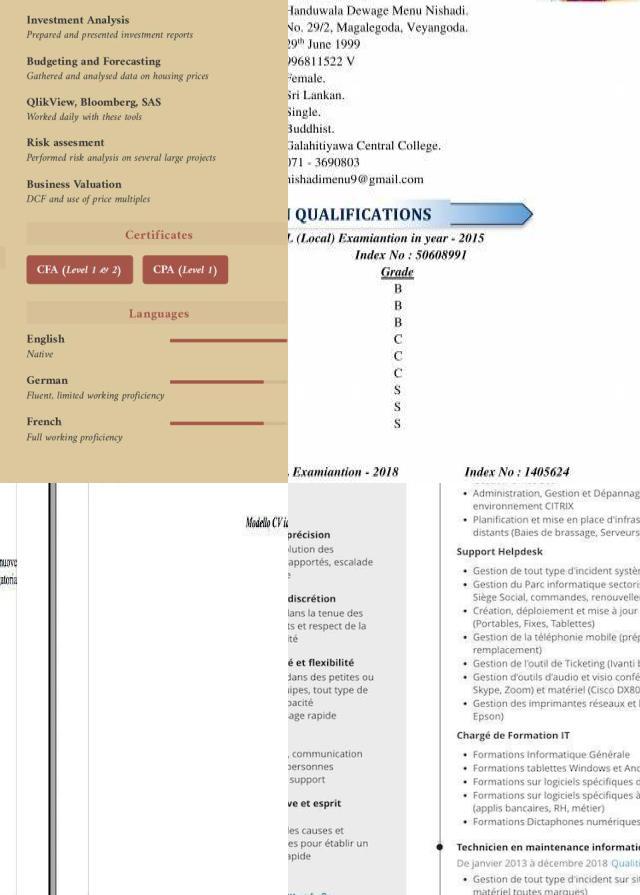 Investment Analysis
Prepared and presented investment reports
Budgeting and Forecasting
Gathered and analysed data on housing prices
QlikView, Bloomberg, SAS
Worked daily with these tools
Risk assesment
Performed risk analysis on several large projects
Business Valuation
DCF and use of price multiples
Certificates
CFA (Level 1 & 2)
CPA (Level 1)
Languages
English
Native
German
Fluent, limited working proficiency
French
Full working proficiency
Handuwala Dewage Menu Nishadi.
No. 29/2, Magalegoda, Veyangoda.
29th June 1999
996811522 V
Female.
Sri Lankan.
Single.
Buddhist.
Galahitiyawa Central College.
071 - 3690803
nishadimenu9@gmail.com
QUALIFICATIONS
L (Local) Examiantion in year - 2015
Index No : 50608991
Grade
B
B
B
C
C
C
S
S
S
. Examiantion - 2018 Index No : 1405624
Modello CV
précision
lution des
apportés, escalade
e
discrétion
dans la tenue des
ts et respect de la
ité
é et flexibilité
dans des petites ou
uipes, tout type de
pacité
sage rapide
, communication
personnes
support
ve et esprit
les causes et
es pour établir un
apide
Administration, Gestion et Dépannag
environnement CITRIX
Planification et mise en place d'infras
distants (Baies de brassage, Serveurs
Support Helpdesk
Gestion de tout type d'incident systè
Gestion du Parc informatique sectori
Siège Social, commandes, renouvelle
Création, déploiement et mise à jour
(Portables, Fixes, Tablettes)
Gestion de la téléphonie mobile (prép
remplacement)
Gestion de l'outil de Ticketing (Ivanti
Gestion d'outils d'audio et visio confé
Skype, Zoom) et matériel (Cisco DX80
Gestion des imprimantes réseaux et
Epson)
Chargé de Formation IT
Formations Informatique Générale
Formations tablettes Windows et And
Formations sur logiciels spécifiques
Formations sur logiciels spécifiques à
(applis bancaires, RH, métier)
Formations Dictaphones numériques
Technicien en maintenance informati
De janvier 2013 à décembre 2018 Qualit
Gestion de tout type d'incident sur si
matériel toutes marques)